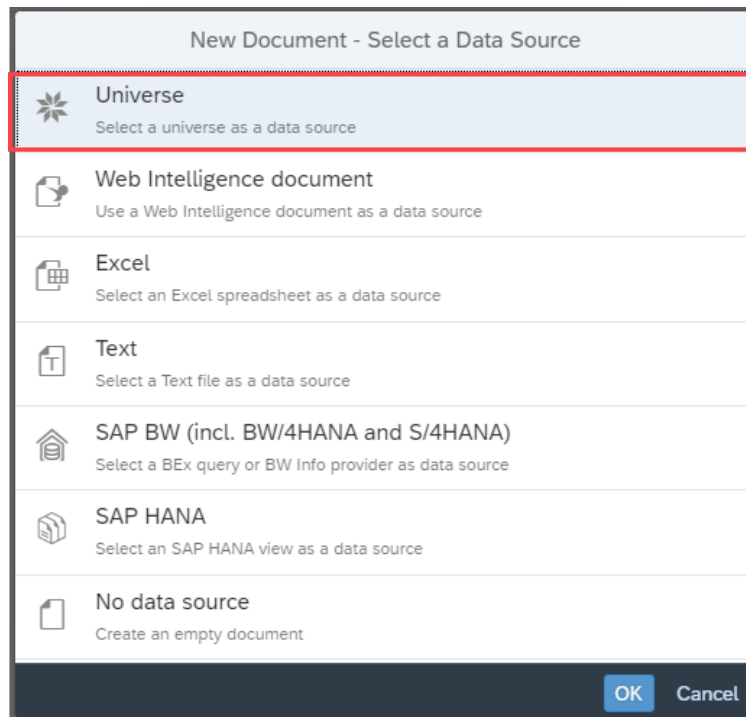 New Document - Select a Data Source
Universe
Select a universe as a data source
Web Intelligence document
Use a Web Intelligence document as a data source
Excel
Select an Excel spreadsheet as a data source
Text
Select a Text file as a data source
SAP BW (incl. BW/4HANA and S/4HANA)
Select a BEx query or BW Info provider as data source
SAP HANA
Select an SAP HANA view as a data source
No data source
Create an empty document
OK Cancel